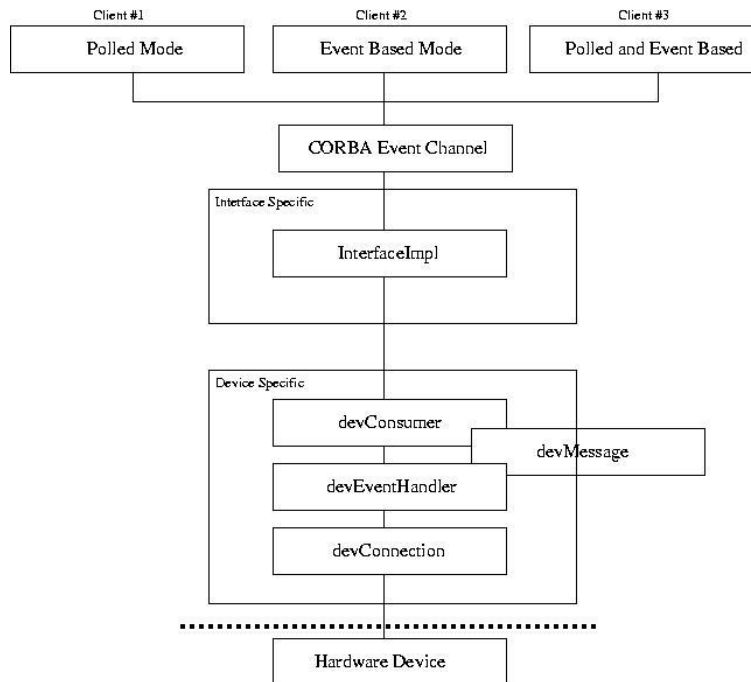 Client #1
Client #2
Client #3
Polled Mode
Event Based Mode
Polled and Event Based
CORBA Event Channel
Interface Specific
InterfaceImpl
Device Specific
devConsumer
devMessage
devEventHandler
devConnection
Hardware Device